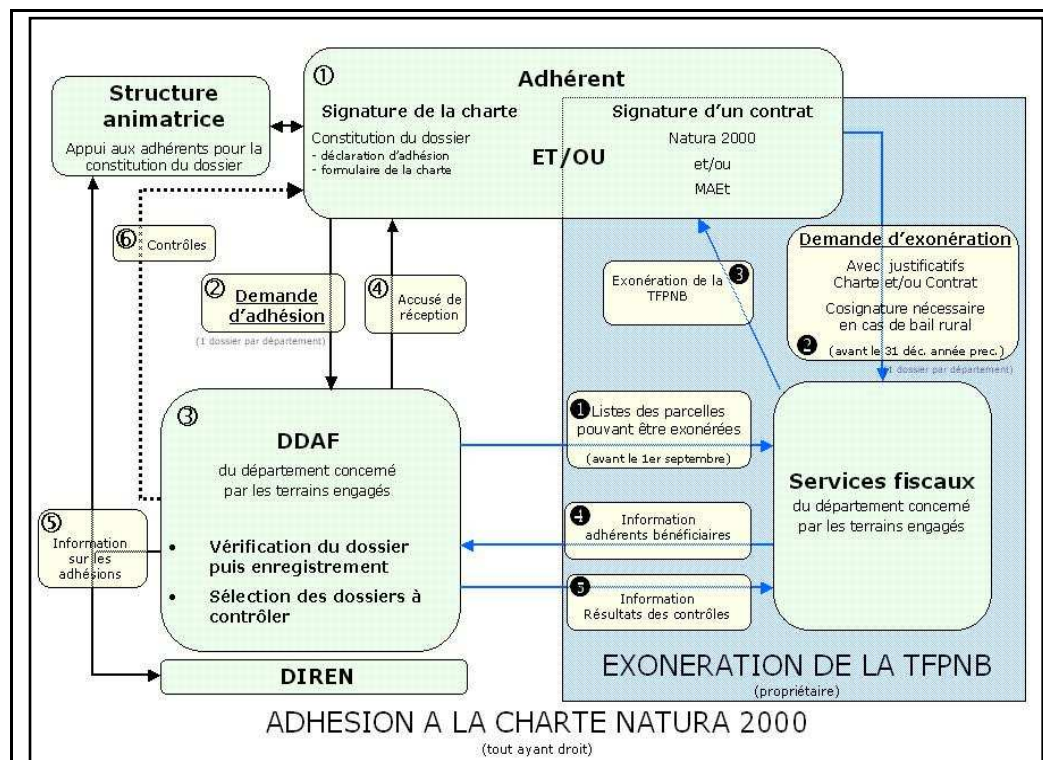 ①
Adhérent
Structure
animatrice
Appui aux adhérents pour la
constitution du dossier
Signature de la charte
Constitution du dossier
- déclaration d'adhésion
- formulaire de la charte
ET/OU
Signature d'un contrat
Natura 2000
et/ou
MAEt
⑥
Contrôles
②
Demande
d'adhésion
(1 dossier par département)
④
Accusé de
réception
Exonération de la
TFPNB
❸
Demande d'exonération
Avec justificatifs
Charte et/ou Contrat
Cosignature nécessaire
en cas de bail rural
❷
(avant le 31 déc. année prec.)
(1 dossier par département)
③
DDAF
du département concerné
par les terrains engagés
• Vérification du dossier
puis enregistrement
• Sélection des dossiers à
contrôler
❶
Listes des parcelles
pouvant être exonérées
(avant le 1er septembre)
❹
Information
adhérents bénéficiaires
❺
Information
Résultats des contrôles
Services fiscaux
du département concerné
par les terrains engagés
⑤
Information
sur les
adhésions
DIREN
EXONERATION DE LA TFPNB
(propriétaire)
ADHESION A LA CHARTE NATURA 2000
(tout ayant droit)